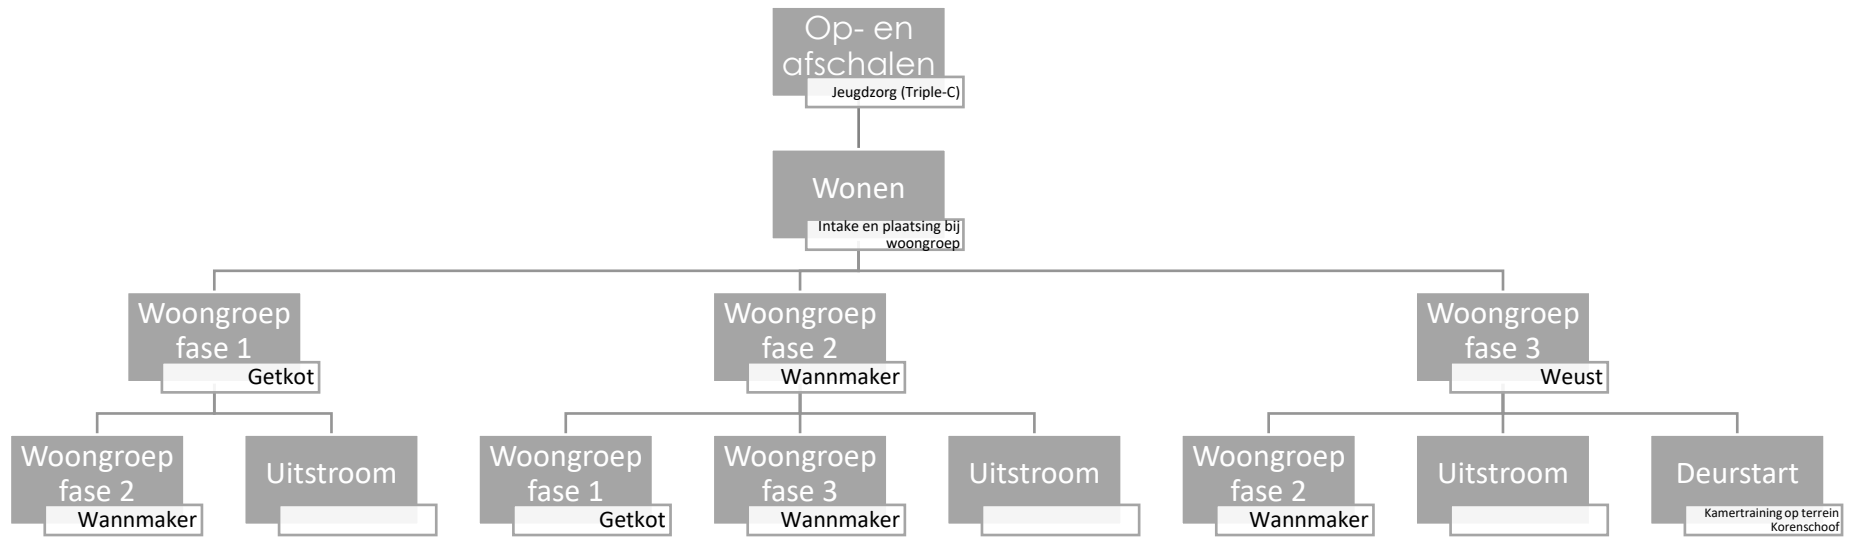 Op- en
afschalen
Jeugdzorg (Triple-C)
Wonen
Intake en plaatsing bij
woongroep
Woongroep
fase 1
Getkot
Woongroep
fase 2
Wannmaker
Woongroep
fase 3
Weust
Woongroep
fase 2
Wannmaker
Uitstroom
Woongroep
fase 1
Getkot
Woongroep
fase 3
Wannmaker
Uitstroom
Woongroep
fase 2
Wannmaker
Uitstroom
Deurstart
Kamertraining op terrein
Korenschoof